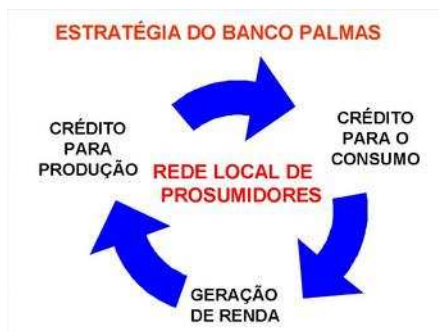 ESTRATÉGIA DO BANCO PALMAS
CRÉDITO
PARA
PRODUÇÃO
CRÉDITO
PARA O
CONSUMO
REDE LOCAL DE
PROSUMIDORES
GERAÇÃO
DE RENDA